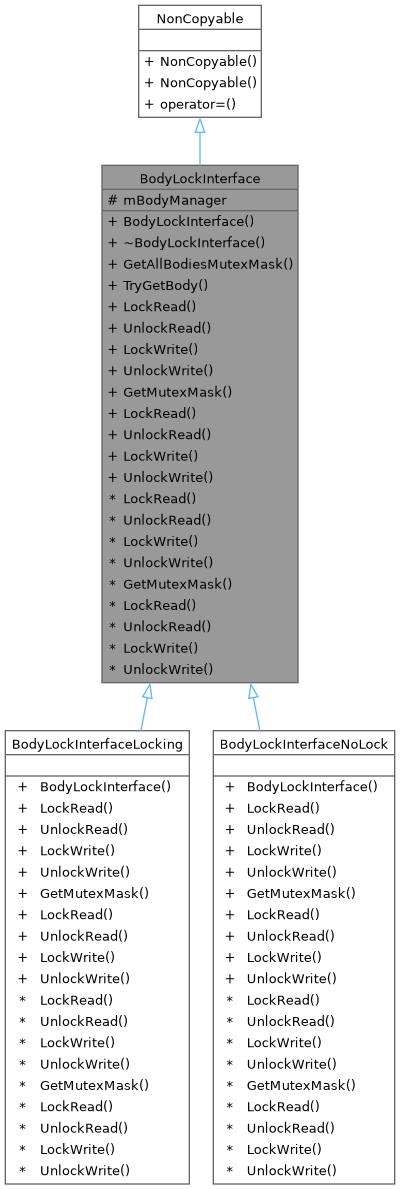 NonCopyable
+ NonCopyable()
+ NonCopyable()
+ operator=()
BodyLockInterface
# mBodyManager
+ BodyLockInterface()
+ ~BodyLockInterface()
+ GetAllBodiesMutexMask()
+ TryGetBody()
+ LockRead()
+ UnlockRead()
+ LockWrite()
+ UnlockWrite()
+ GetMutexMask()
+ LockRead()
+ UnlockRead()
+ LockWrite()
+ UnlockWrite()
* LockRead()
* UnlockRead()
* LockWrite()
* UnlockWrite()
* GetMutexMask()
* LockRead()
* UnlockRead()
* LockWrite()
* UnlockWrite()
BodyLockInterfaceLocking
+ BodyLockInterface()
+ LockRead()
+ UnlockRead()
+ LockWrite()
+ UnlockWrite()
+ GetMutexMask()
+ LockRead()
+ UnlockRead()
+ LockWrite()
+ UnlockWrite()
* LockRead()
* UnlockRead()
* LockWrite()
* UnlockWrite()
* GetMutexMask()
* LockRead()
* UnlockRead()
* LockWrite()
* UnlockWrite()
BodyLockInterfaceNoLock
+ BodyLockInterface()
+ LockRead()
+ UnlockRead()
+ LockWrite()
+ UnlockWrite()
+ GetMutexMask()
+ LockRead()
+ UnlockRead()
+ LockWrite()
+ UnlockWrite()
* LockRead()
* UnlockRead()
* LockWrite()
* UnlockWrite()
* GetMutexMask()
* LockRead()
* UnlockRead()
* LockWrite()
* UnlockWrite()